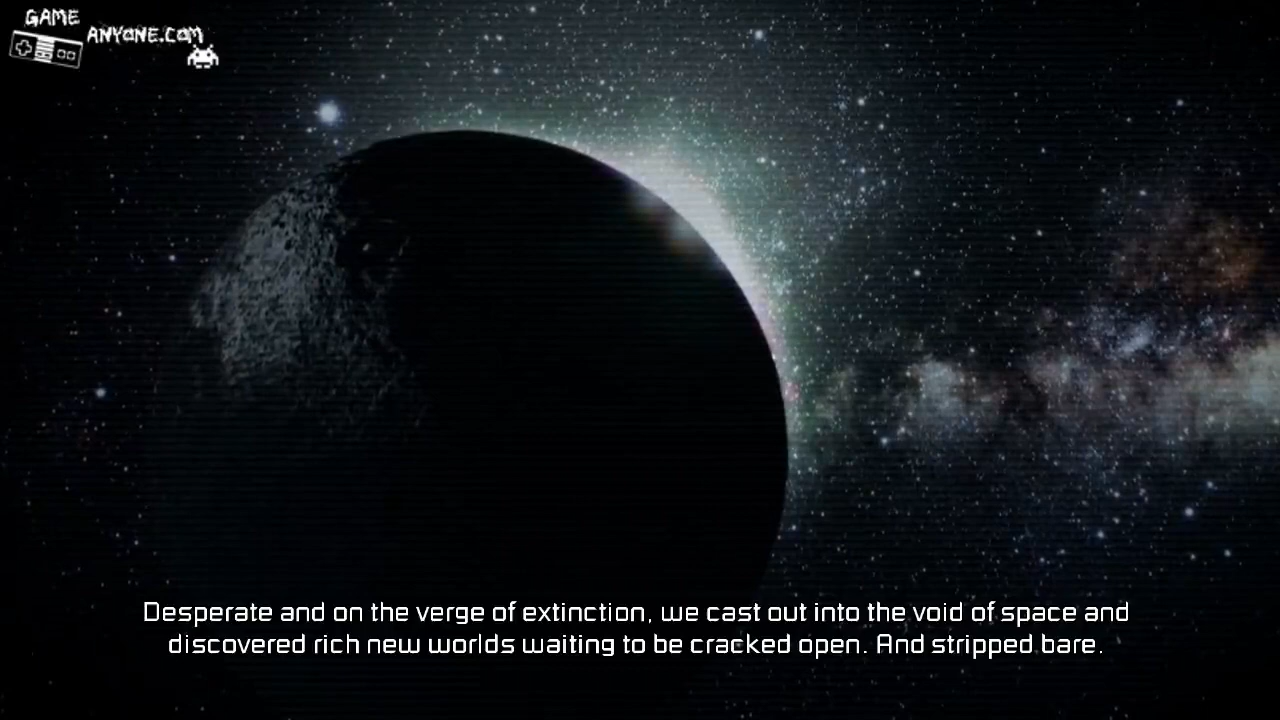 GAME
ANYONE.COM
Desperate and on the verge of extinction, we cast out into the void of space and
discovered rich new worlds waiting to be cracked open. And stripped bare.